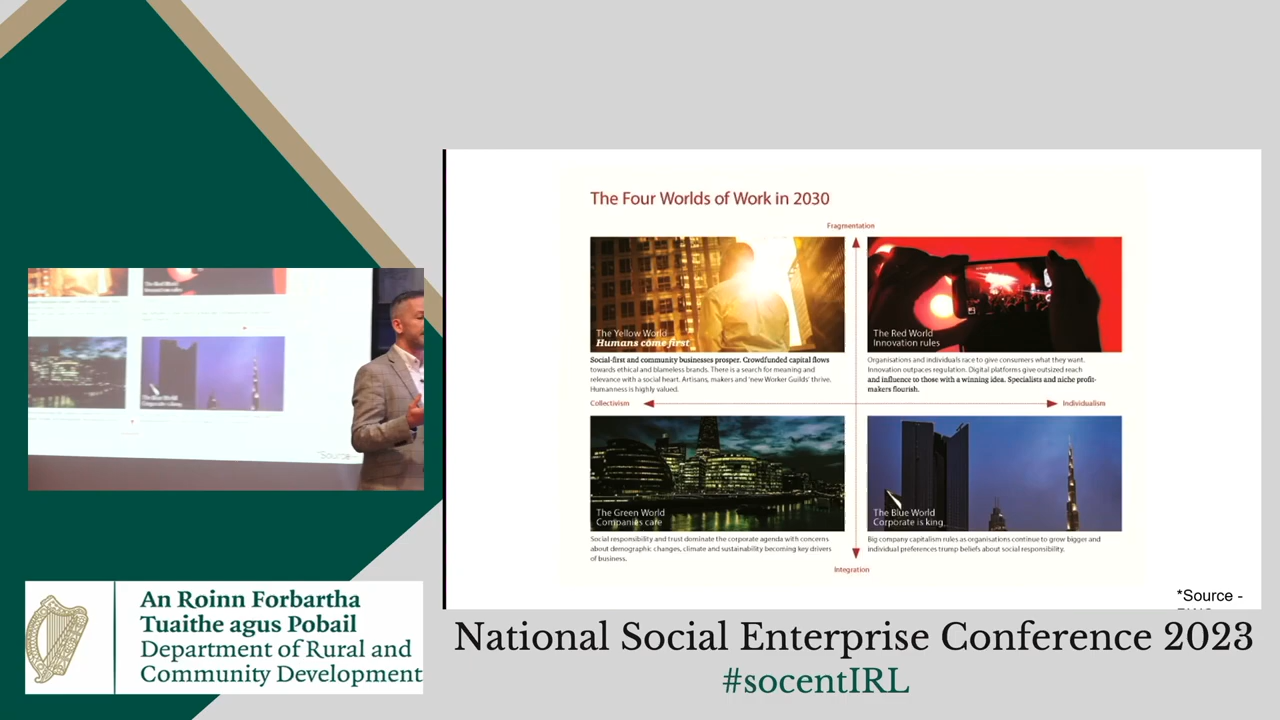 The Four Worlds of Work in 2030
Fragmentation
The Yellow World
Humans come first
The Red World
Innovation rules
Social-first and community businesses prosper. Crowdfunded capital flows
towards ethical and blameless brands. There is a search for meaning and
relevance with a social heart. Artisans, makers and 'new Worker Guilds' thrive.
Humanness is highly valued.
Organisations and individuals race to give consumers what they want.
Innovation outpaces regulation. Digital platforms give outsized reach
and influence to those with a winning idea. Specialists and niche profit-
makers flourish.
Collectivism
Individualism
The Green World
Companies care
The Blue World
Corporate is king
Social responsibility and trust dominate the corporate agenda with concerns
about demographic changes, climate and sustainability becoming key drivers
of business.
Big company capitalism rules as organisations continue to grow bigger and
individual preferences trump beliefs about social responsibility.
Integration
*Source -
The Blue World
*Source -
An Roinn Forbartha
Tuaithe agus Pobail
Department of Rural and
Community Development
National Social Enterprise Conference 2023
#socentIRL